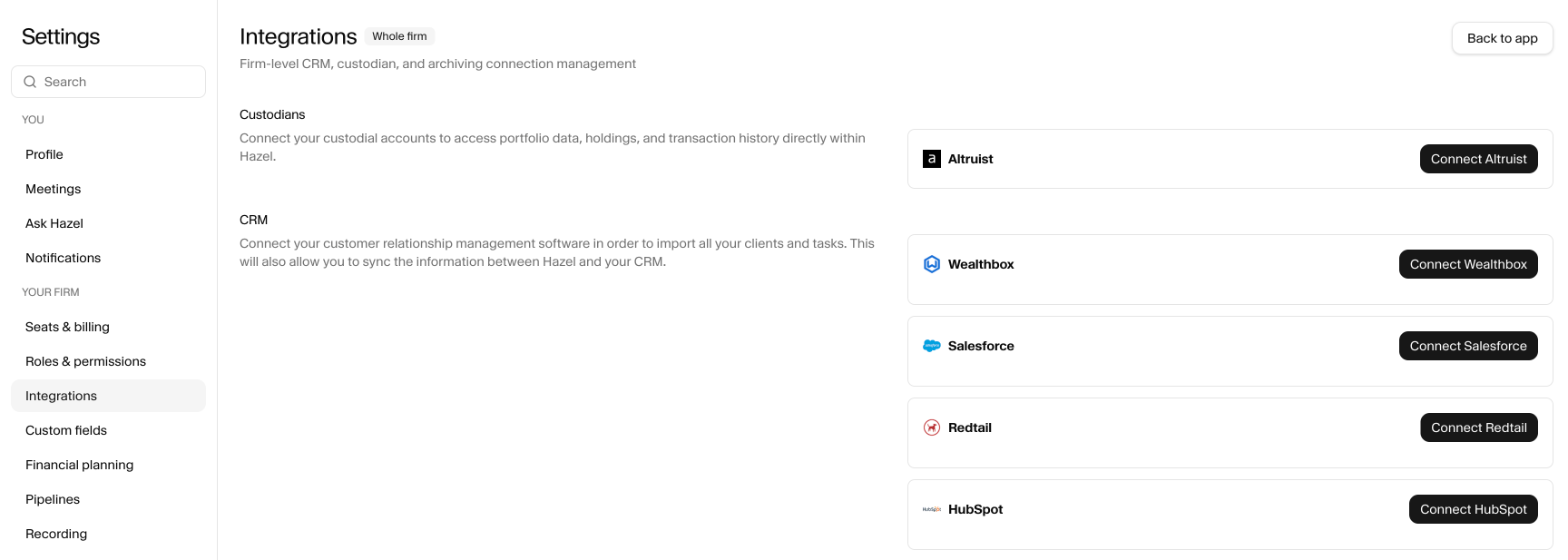 Settings
Search
YOU
Profile
Meetings
Ask Hazel
Notifications
YOUR FIRM
Seats & billing
Roles & permissions
Integrations
Custom fields
Financial planning
Pipelines
Recording
Integrations Whole firm
Back to app
Firm-level CRM, custodian, and archiving connection management
Custodians
Connect your custodial accounts to access portfolio data, holdings, and transaction history directly within
Hazel.
a Altruist Connect Altruist
CRM
Connect your customer relationship management software in order to import all your clients and tasks. This
will also allow you to sync the information between Hazel and your CRM.
Wealthbox Connect Wealthbox
Salesforce Connect Salesforce
Redtail Connect Redtail
HubSpot HubSpot Connect HubSpot